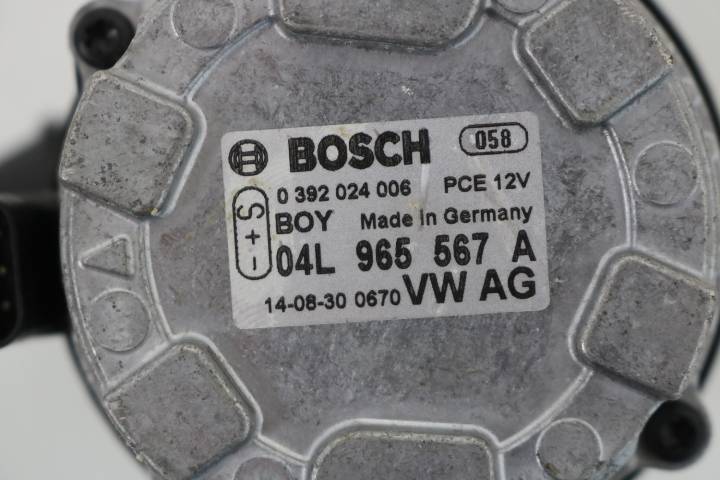 BOSCH 058
0 392 024 006 PCE 12V
S + - BOY Made in Germany
04L 965 567 A
14-08-30 0670 VW AG